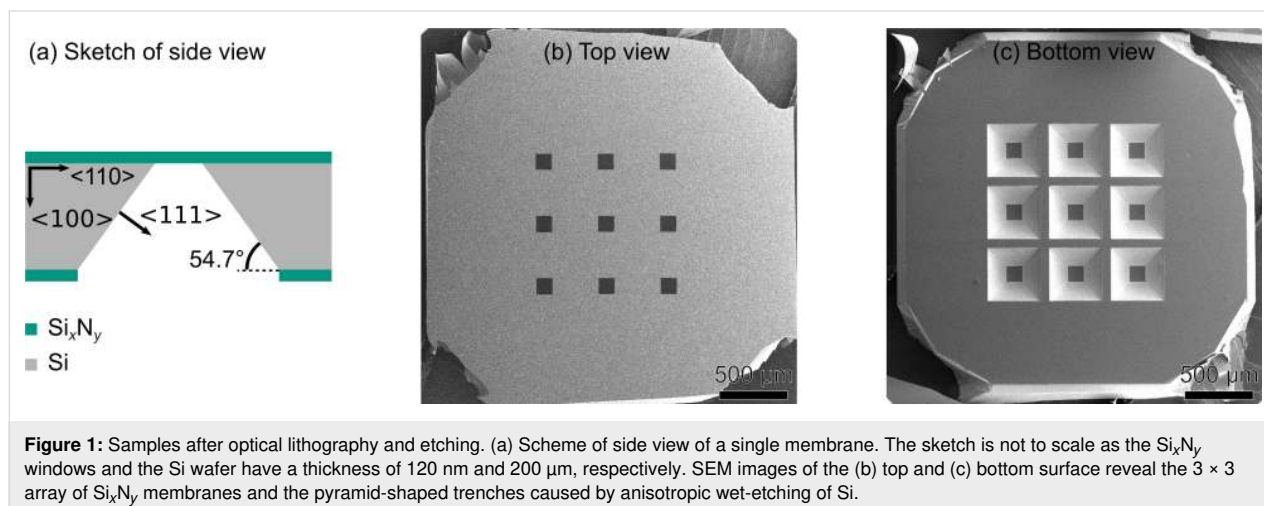 (a) Sketch of side view
(b) Top view
(c) Bottom view
<110>
<100>
<111>
54.7°
SiₓNᵧ
Si
500 µm
500 µm
Figure 1: Samples after optical lithography and etching. (a) Scheme of side view of a single membrane. The sketch is not to scale as the SiₓNᵧ
windows and the Si wafer have a thickness of 120 nm and 200 µm, respectively. SEM images of the (b) top and (c) bottom surface reveal the 3 × 3
array of SiₓNᵧ membranes and the pyramid-shaped trenches caused by anisotropic wet-etching of Si.